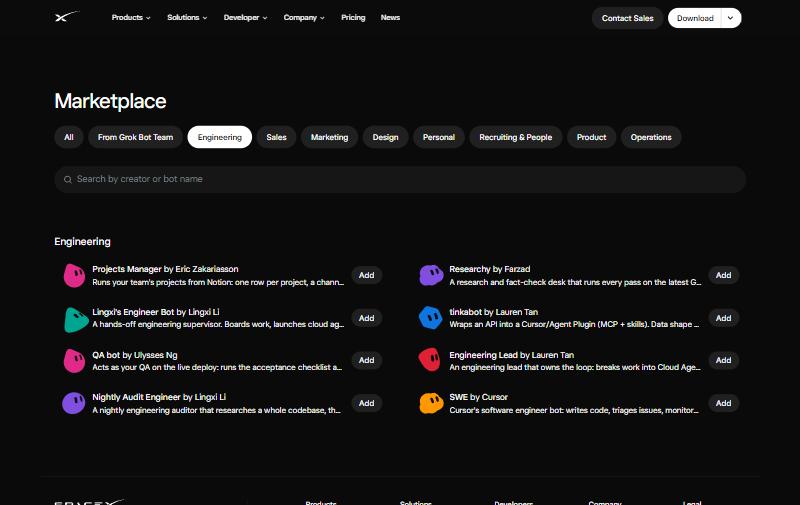 Products Solutions Developer Company Pricing News Contact Sales Download
Marketplace
All From Grok Bot Team Engineering Sales Marketing Design Personal Recruiting & People Product Operations
Search by creator or bot name
Engineering
Projects Manager by Eric Zakariasson
Runs your team's projects from Notion: one row per project, a chann...
Add
Researchy by Farzad
A research and fact-check desk that runs every pass on the latest G...
Add
Lingxi's Engineer Bot by Lingxi Li
A hands-off engineering supervisor. Boards work, launches cloud ag...
Add
tinkabot by Lauren Tan
Wraps an API into a Cursor/Agent Plugin (MCP + skills). Data shape ...
Add
QA bot by Ulysses Ng
Acts as your QA on the live deploy: runs the acceptance checklist a...
Add
Engineering Lead by Lauren Tan
An engineering lead that owns the loop: breaks work into Cloud Age...
Add
Nightly Audit Engineer by Lingxi Li
A nightly engineering auditor that researches a whole codebase, th...
Add
SWE by Cursor
Cursor's software engineer bot: writes code, triages issues, monitor...
Add
Products Solutions Developers Company Legal